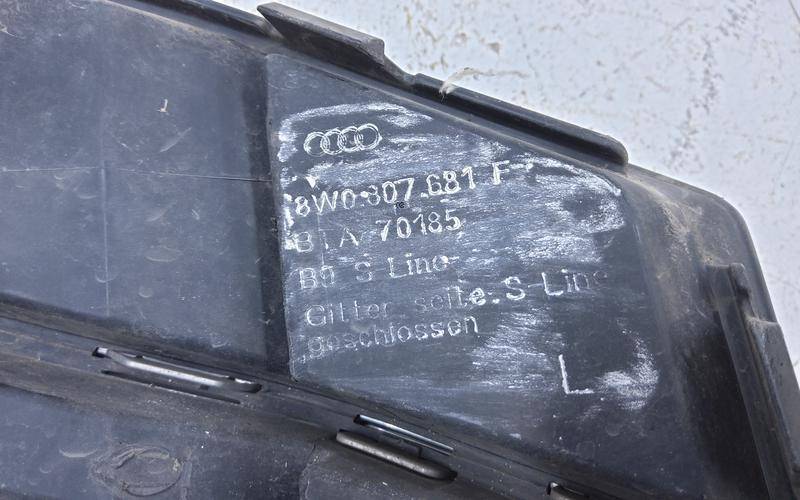 8W0.807.681 F
BTA 70185
B9 S-Line
Gitter seite. S-Line
geschlossen
L